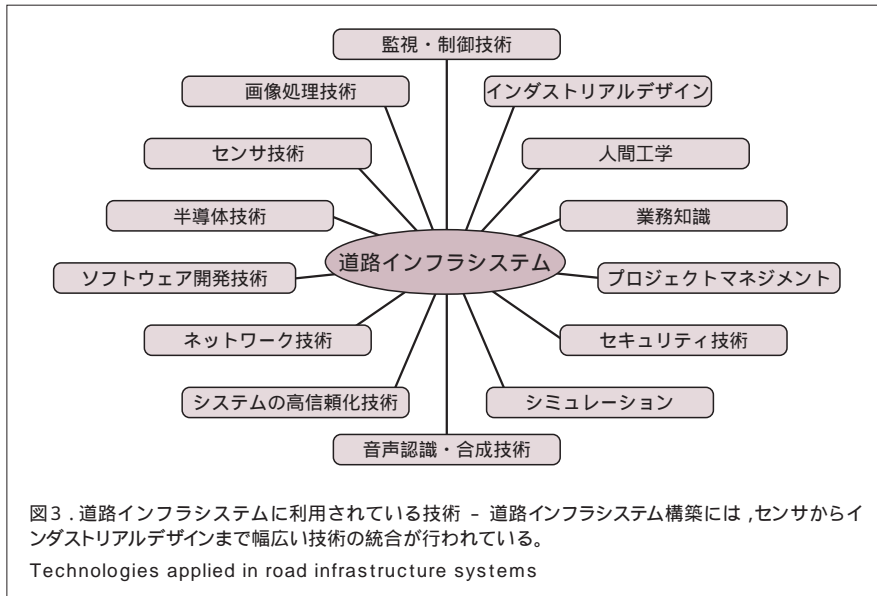 監視・制御技術
画像処理技術
インダストリアルデザイン
センサ技術
人間工学
半導体技術
業務知識
道路インフラシステム
ソフトウェア開発技術
プロジェクトマネジメント
ネットワーク技術
セキュリティ技術
システムの高信頼化技術
シミュレーション
音声認識・合成技術
図3．道路インフラシステムに利用されている技術 － 道路インフラシステム構築には，センサからイ
ンダストリアルデザインまで幅広い技術の統合が行われている。
Technologies applied in road infrastructure systems